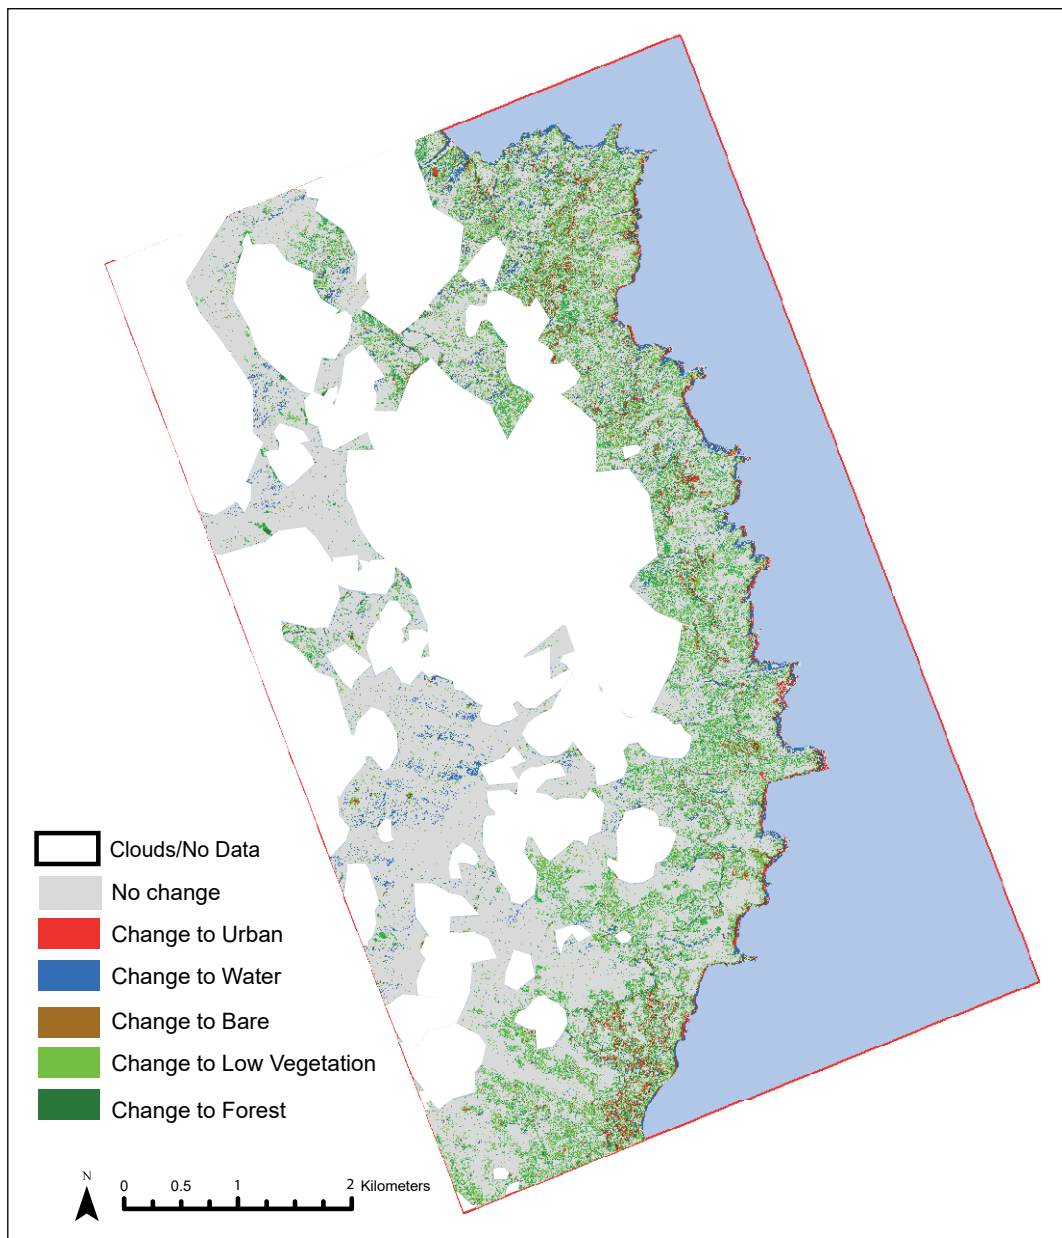 Clouds/No Data
No change
Change to Urban
Change to Water
Change to Bare
Change to Low Vegetation
Change to Forest
N
0 0.5 1 2 Kilometers